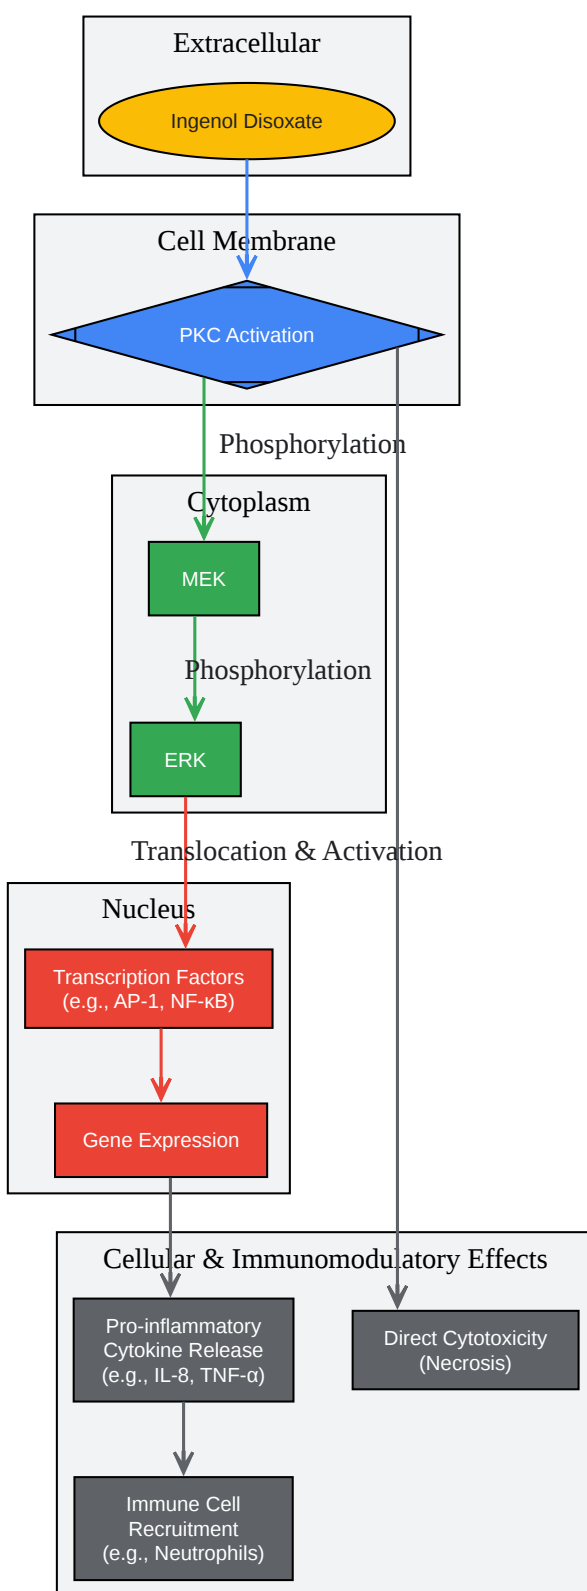 Extracellular
Ingenol Disoxate
Cell Membrane
PKC Activation
Phosphorylation
Cytoplasm
MEK
Phosphorylation
ERK
Translocation & Activation
Nucleus
Transcription Factors
(e.g., AP-1, NF-κB)
Gene Expression
Cellular & Immunomodulatory Effects
Pro-inflammatory
Cytokine Release
(e.g., IL-8, TNF-α)
Direct Cytotoxicity
(Necrosis)
Immune Cell
Recruitment
(e.g., Neutrophils)